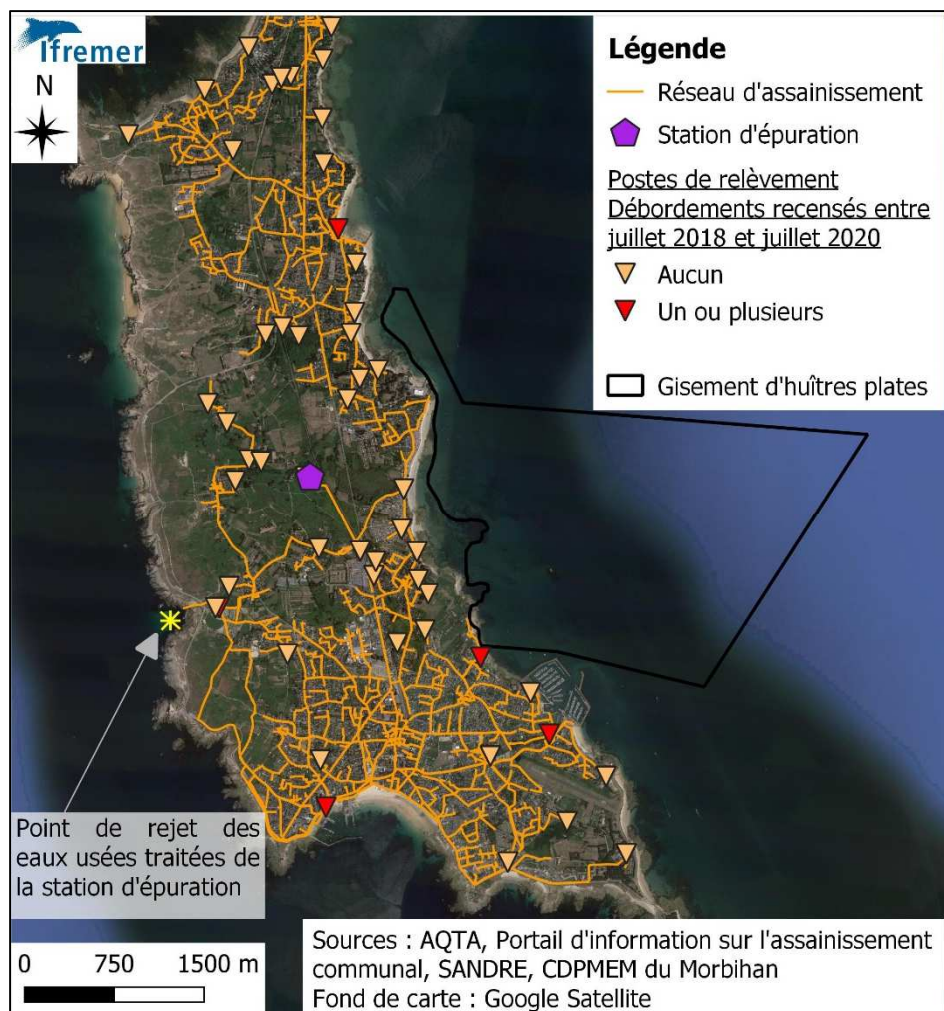 Ifremer
N
Légende
Réseau d'assainissement
Station d'épuration
Postes de relèvement
Débordements recensés entre
juillet 2018 et juillet 2020
Aucun
Un ou plusieurs
Gisement d'huîtres plates
Point de rejet des
eaux usées traitées de
la station d'épuration
0 750 1500 m
Sources : AQTA, Portail d'information sur l'assainissement
communal, SANDRE, CDPMEM du Morbihan
Fond de carte : Google Satellite